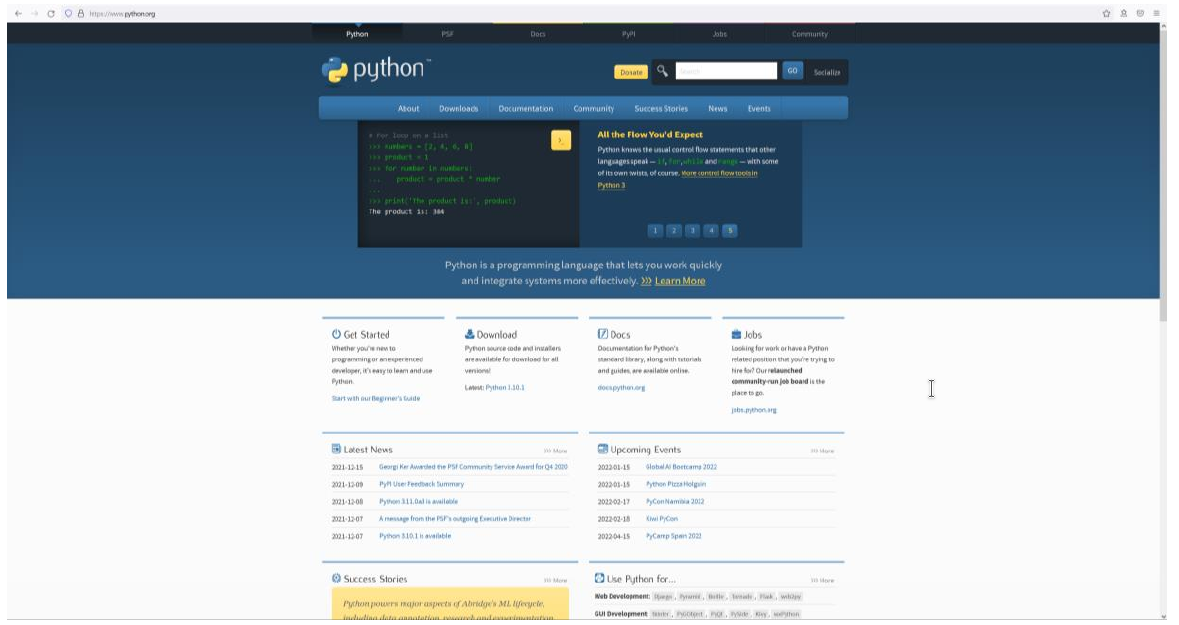 https://www.python.org
Python PSF Docs PyPI Jobs Community
python™
Donate Search GO Socialize
About Downloads Documentation Community Success Stories News Events
# For loop on a list
>>> numbers = [2, 4, 6, 8]
>>> product = 1
>>> for number in numbers:
...    product = product * number
...
>>> print('The product is:', product)
The product is: 384
>_
All the Flow You'd Expect
Python knows the usual control flow statements that other
languages speak — if, for, while and range — with some
of its own twists, of course. More control flow tools in
Python 3
1 2 3 4 5
Python is a programming language that lets you work quickly
and integrate systems more effectively. >>> Learn More
Get Started
Whether you're new to
programming or an experienced
developer, it's easy to learn and use
Python.
Start with our Beginner's Guide
Download
Python source code and installers
are available for download for all
versions!
Latest: Python 3.10.1
Docs
Documentation for Python's
standard library, along with tutorials
and guides, are available online.
docs.python.org
Jobs
Looking for work or have a Python
related position that you're trying to
hire for? Our relaunched
community-run job board is the
place to go.
jobs.python.org
Latest News >>> More
2021-12-15 Georgi Ker Awarded the PSF Community Service Award for Q4 2020
2021-12-09 PyPI User Feedback Summary
2021-12-08 Python 3.11.0a3 is available
2021-12-07 A message from the PSF's outgoing Executive Director
2021-12-07 Python 3.10.1 is available
Upcoming Events >>> More
2022-01-15 Global AI Bootcamp 2022
2022-01-15 Python Pizza Holguín
2022-02-17 PyCon Namibia 2022
2022-02-18 Kiwi PyCon
2022-04-15 PyCamp Spain 2022
Success Stories >>> More
Python powers major aspects of Abridge's ML lifecycle,
including data annotation, research and experimentation,
Use Python for... >>> More
Web Development: Django, Pyramid, Bottle, Tornado, Flask, web2py
GUI Development: tkInter, PyGObject, PyQt, PySide, Kivy, wxPython